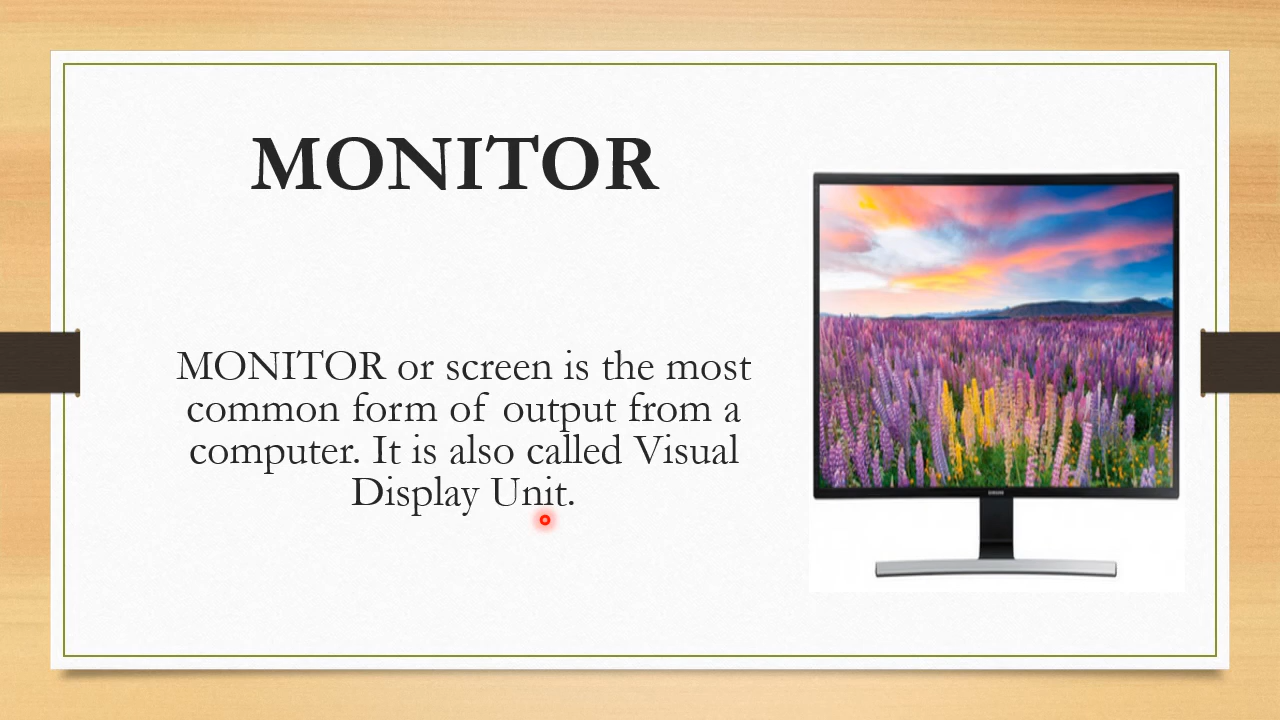 MONITOR
MONITOR or screen is the most
common form of output from a
computer. It is also called Visual
Display Unit.
SAMSUNG